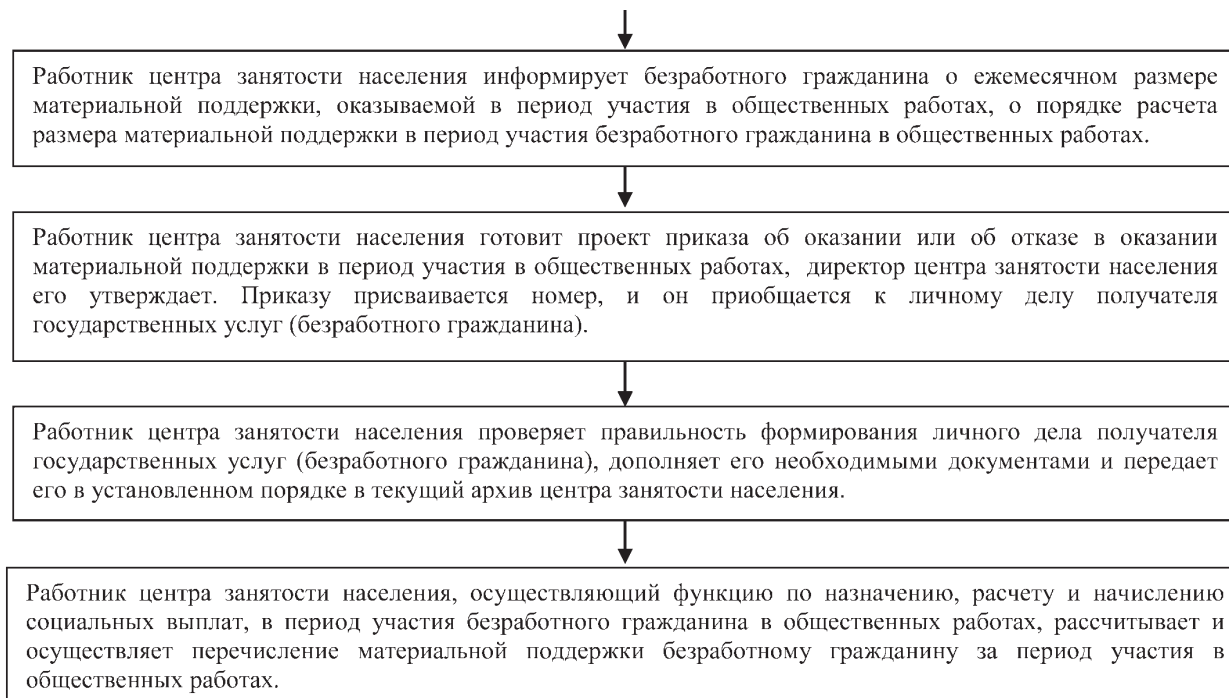 Работник центра занятости населения информирует безработного гражданина о ежемесячном размере
материальной поддержки, оказываемой в период участия в общественных работах, о порядке расчета
размера материальной поддержки в период участия безработного гражданина в общественных работах.
Работник центра занятости населения готовит проект приказа об оказании или об отказе в оказании
материальной поддержки в период участия в общественных работах, директор центра занятости населения
его утверждает. Приказу присваивается номер, и он приобщается к личному делу получателя
государственных услуг (безработного гражданина).
Работник центра занятости населения проверяет правильность формирования личного дела получателя
государственных услуг (безработного гражданина), дополняет его необходимыми документами и передает
его в установленном порядке в текущий архив центра занятости населения.
Работник центра занятости населения, осуществляющий функцию по назначению, расчету и начислению
социальных выплат, в период участия безработного гражданина в общественных работах, рассчитывает и
осуществляет перечисление материальной поддержки безработному гражданину за период участия в
общественных работах.